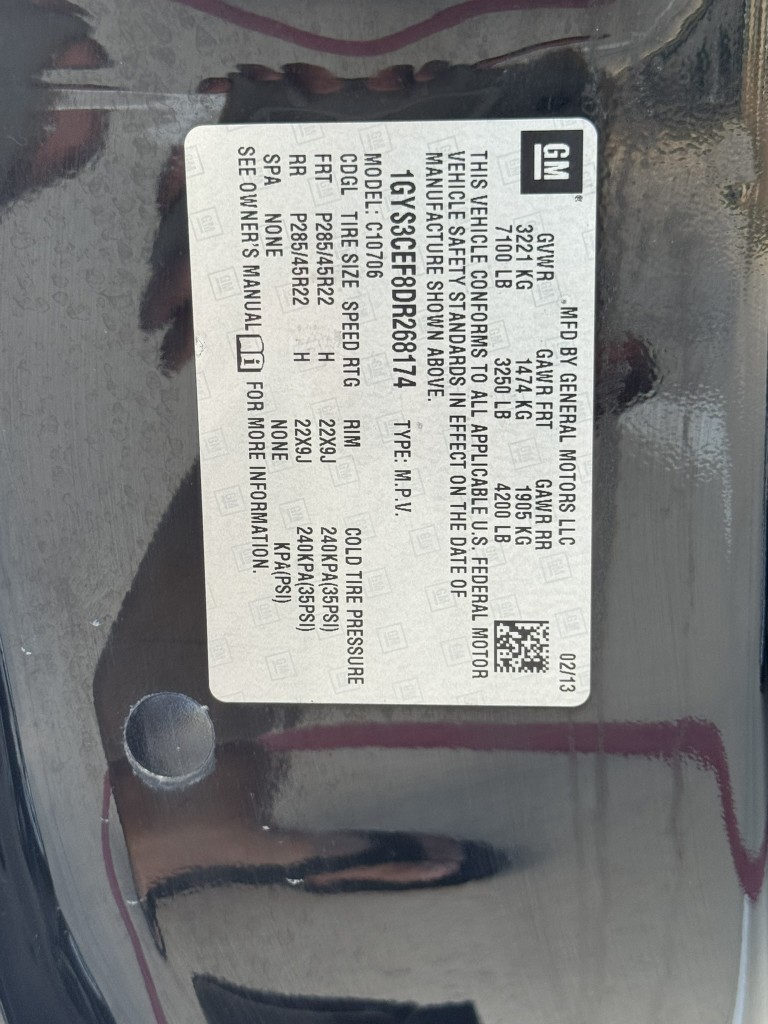 GM®
MFD BY GENERAL MOTORS LLC 02/13
GVWR GAWR FRT GAWR RR
3221 KG 1474 KG 1905 KG
7100 LB 3250 LB 4200 LB
THIS VEHICLE CONFORMS TO ALL APPLICABLE U.S. FEDERAL MOTOR
VEHICLE SAFETY STANDARDS IN EFFECT ON THE DATE OF
MANUFACTURE SHOWN ABOVE.
1GYS3CEF8DR268174 TYPE: M.P.V.
MODEL: C10706
CDGL TIRE SIZE SPEED RTG RIM COLD TIRE PRESSURE
FRT P285/45R22 H 22X9J 240KPA(35PSI)
RR P285/45R22 H 22X9J 240KPA(35PSI)
SPA NONE NONE KPA(PSI)
SEE OWNER'S MANUAL FOR MORE INFORMATION.